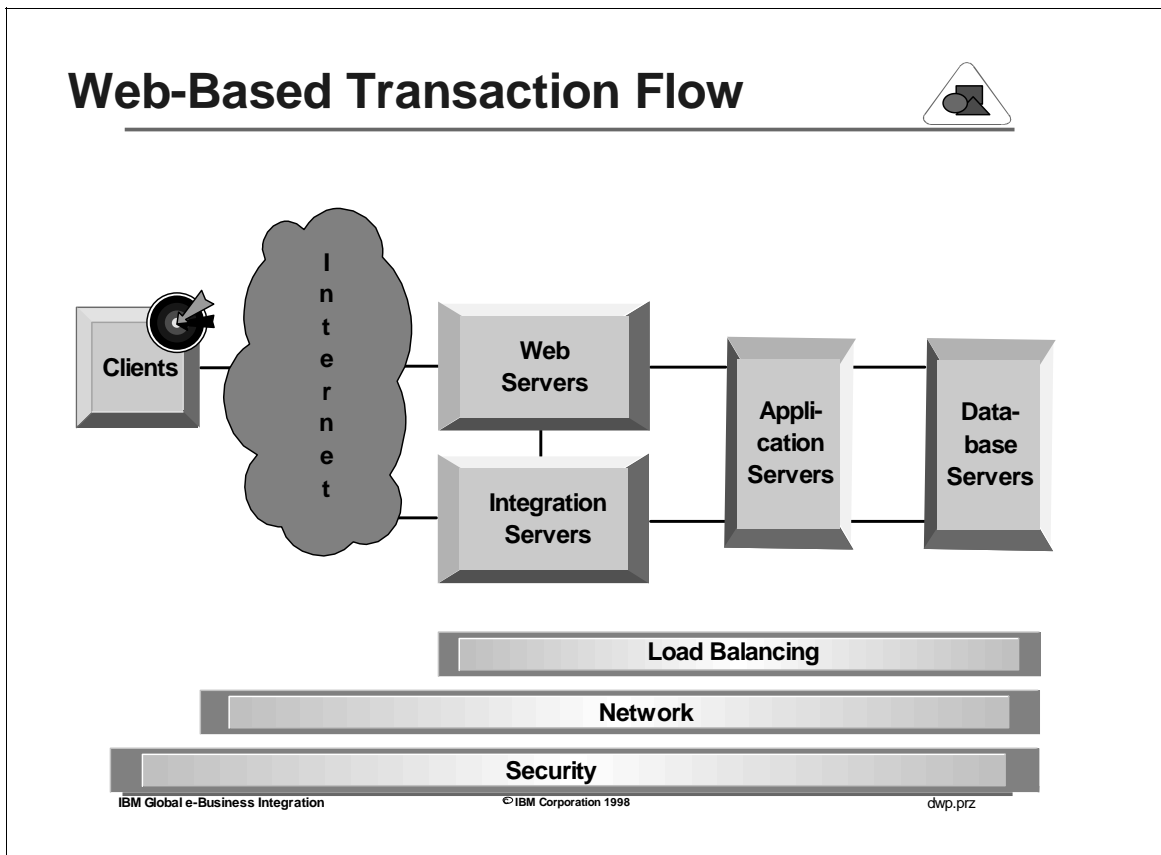 Web-Based Transaction Flow
Internet
Clients
Web
Servers
Integration
Servers
Appli-
cation
Servers
Data-
base
Servers
Load Balancing
Network
Security
IBM Global e-Business Integration
© IBM Corporation 1998
dwp.prz